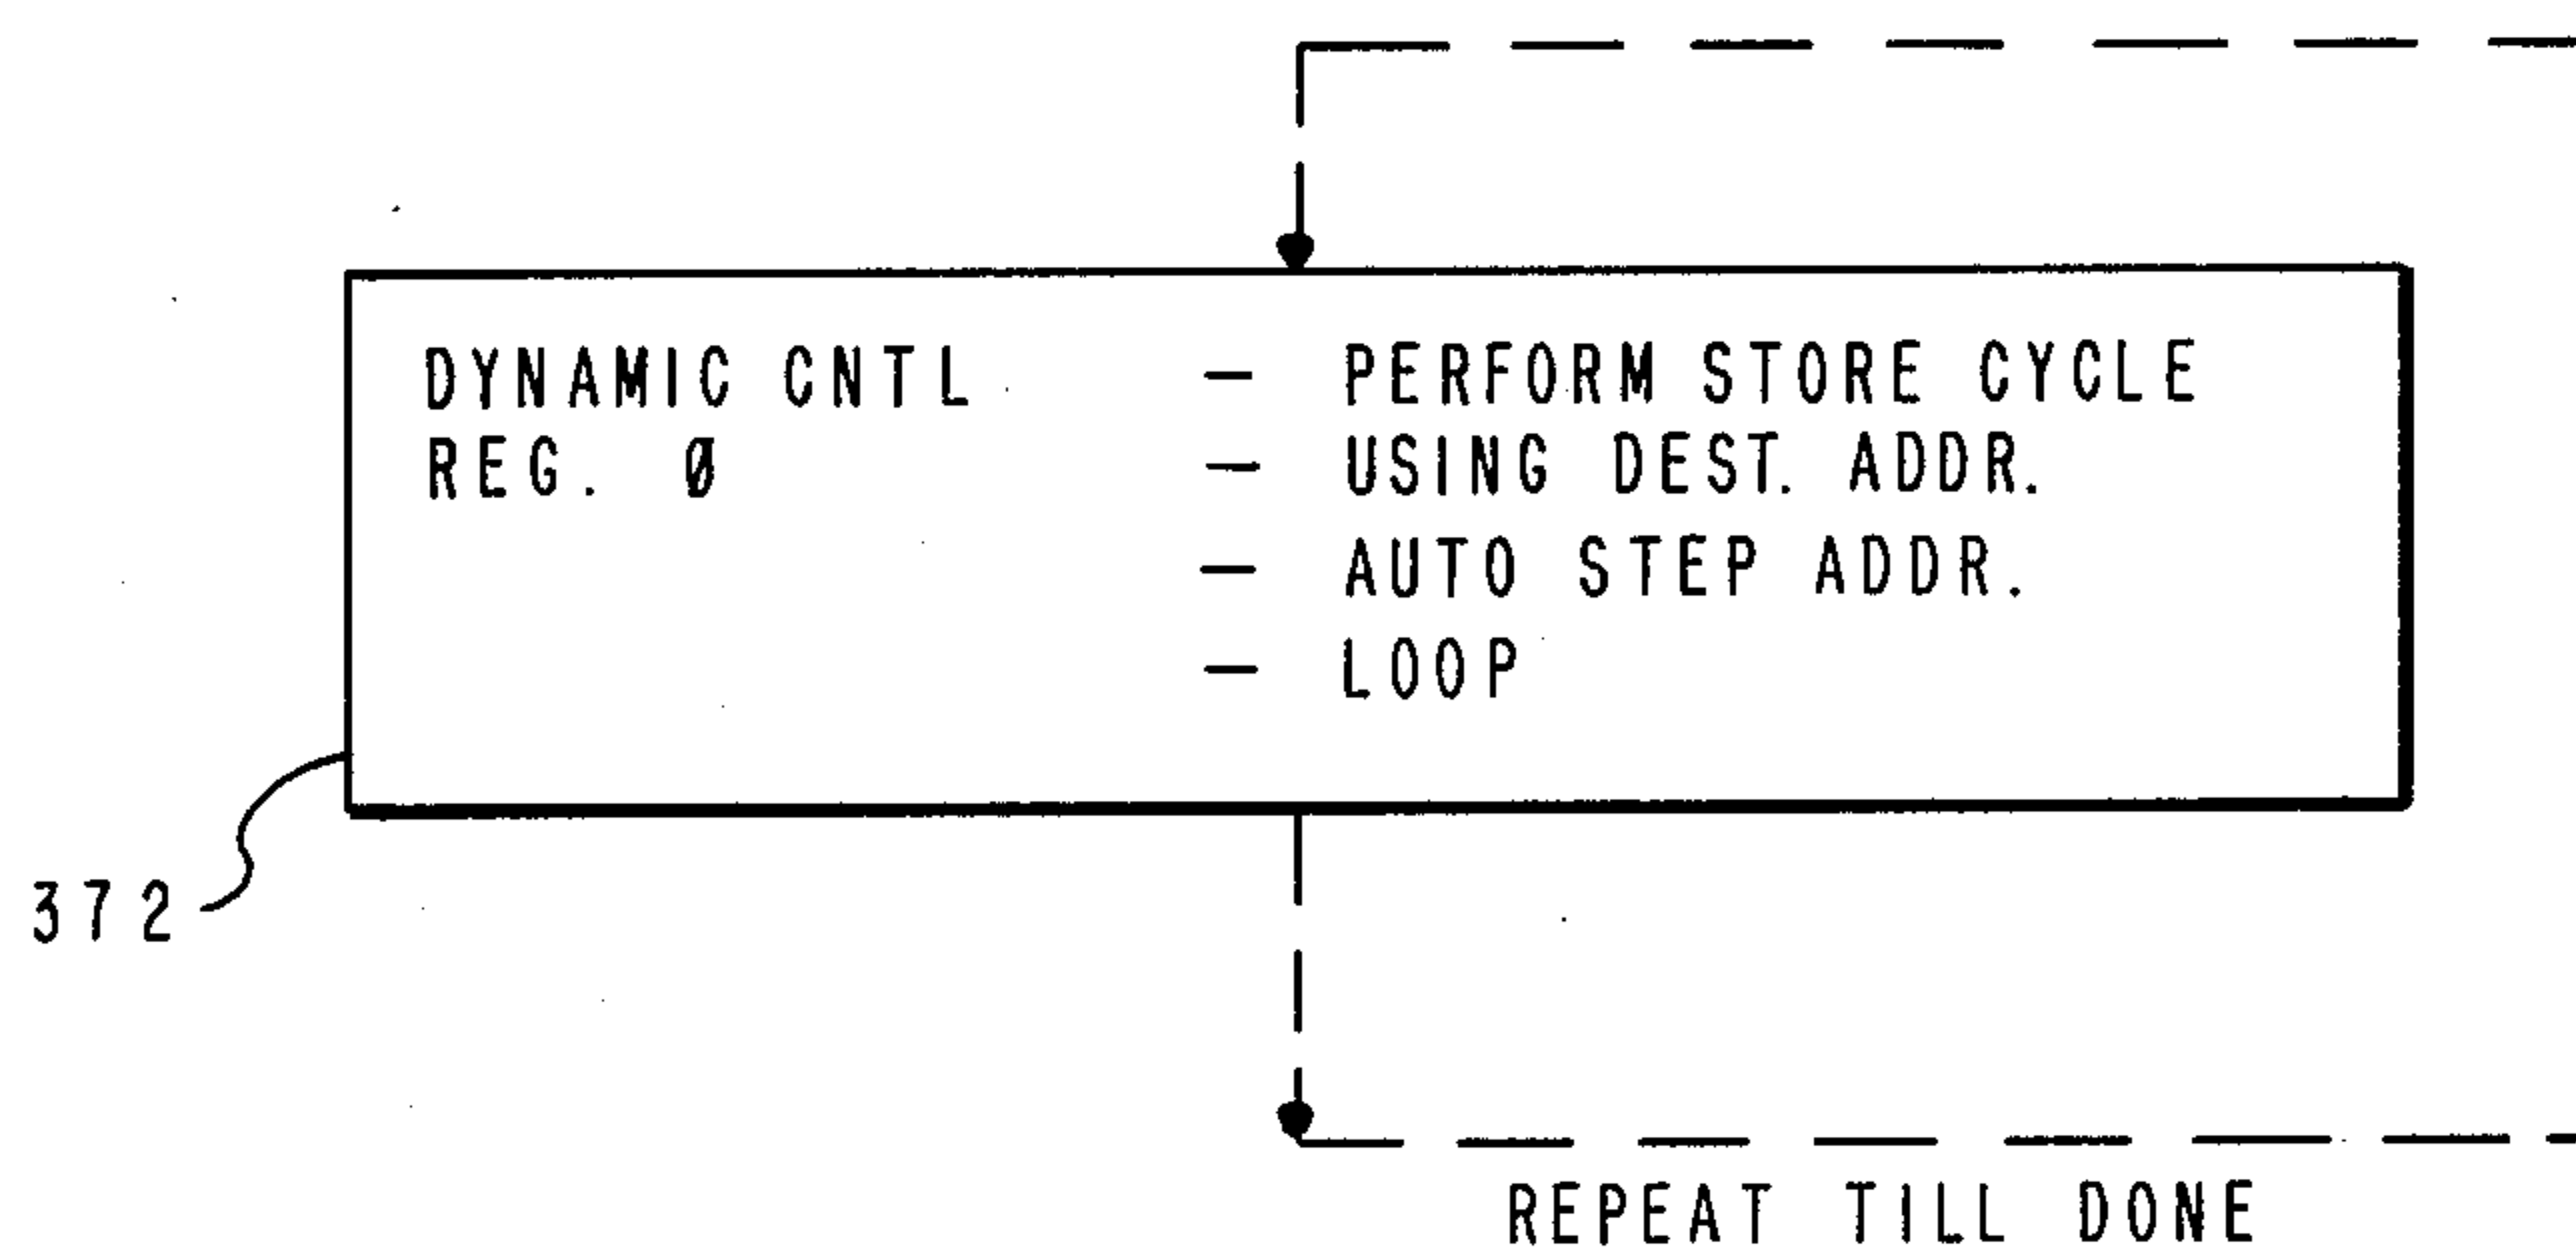 DYNAMIC CNTL — PERFORM STORE CYCLE
REG. Ø — USING DEST. ADDR.
— AUTO STEP ADDR.
— LOOP
372
REPEAT TILL DONE